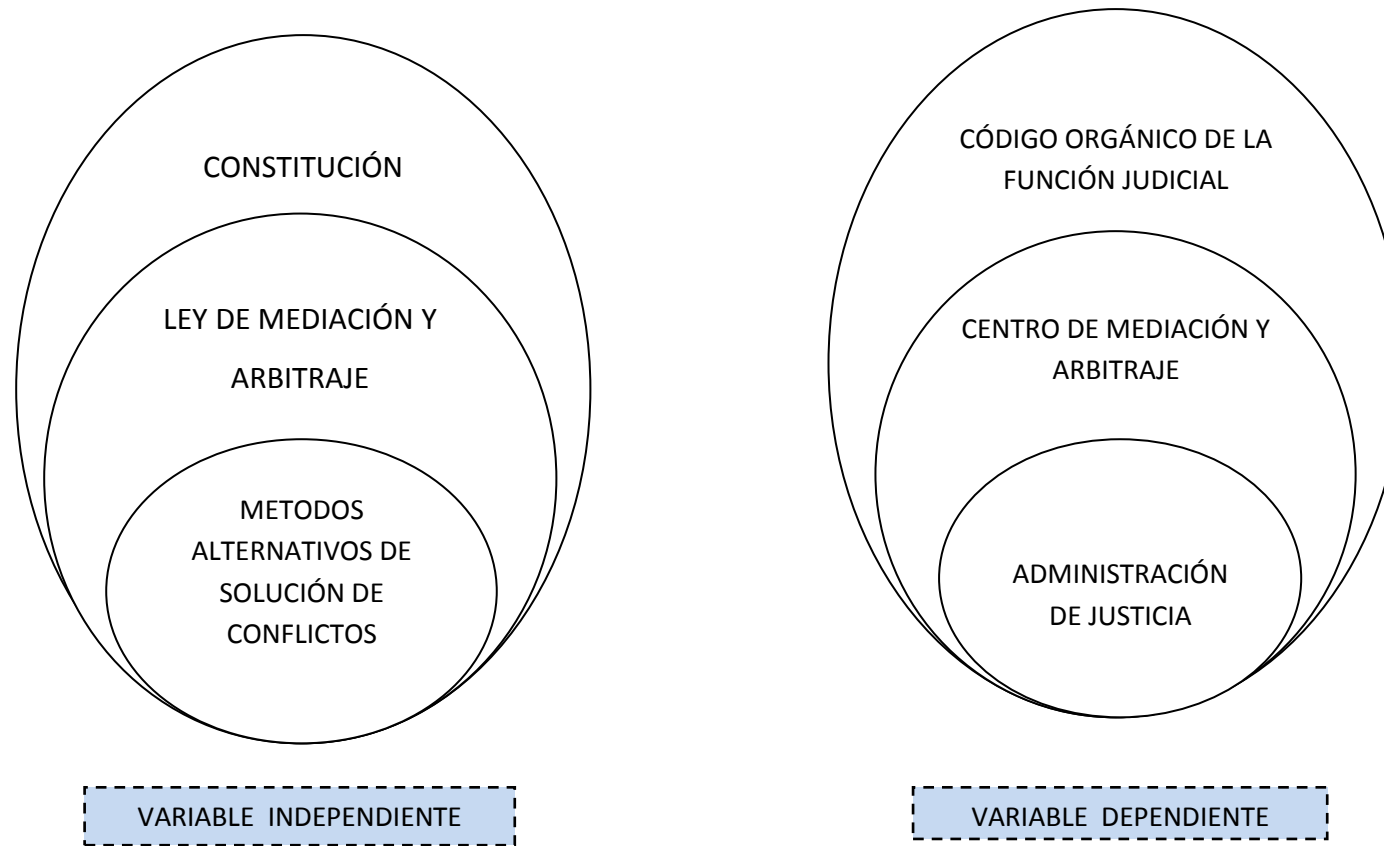 CONSTITUCIÓN
LEY DE MEDIACIÓN Y
ARBITRAJE
METODOS
ALTERNATIVOS DE
SOLUCIÓN DE
CONFLICTOS
VARIABLE INDEPENDIENTE
CÓDIGO ORGÁNICO DE LA
FUNCIÓN JUDICIAL
CENTRO DE MEDIACIÓN Y
ARBITRAJE
ADMINISTRACIÓN
DE JUSTICIA
VARIABLE DEPENDIENTE